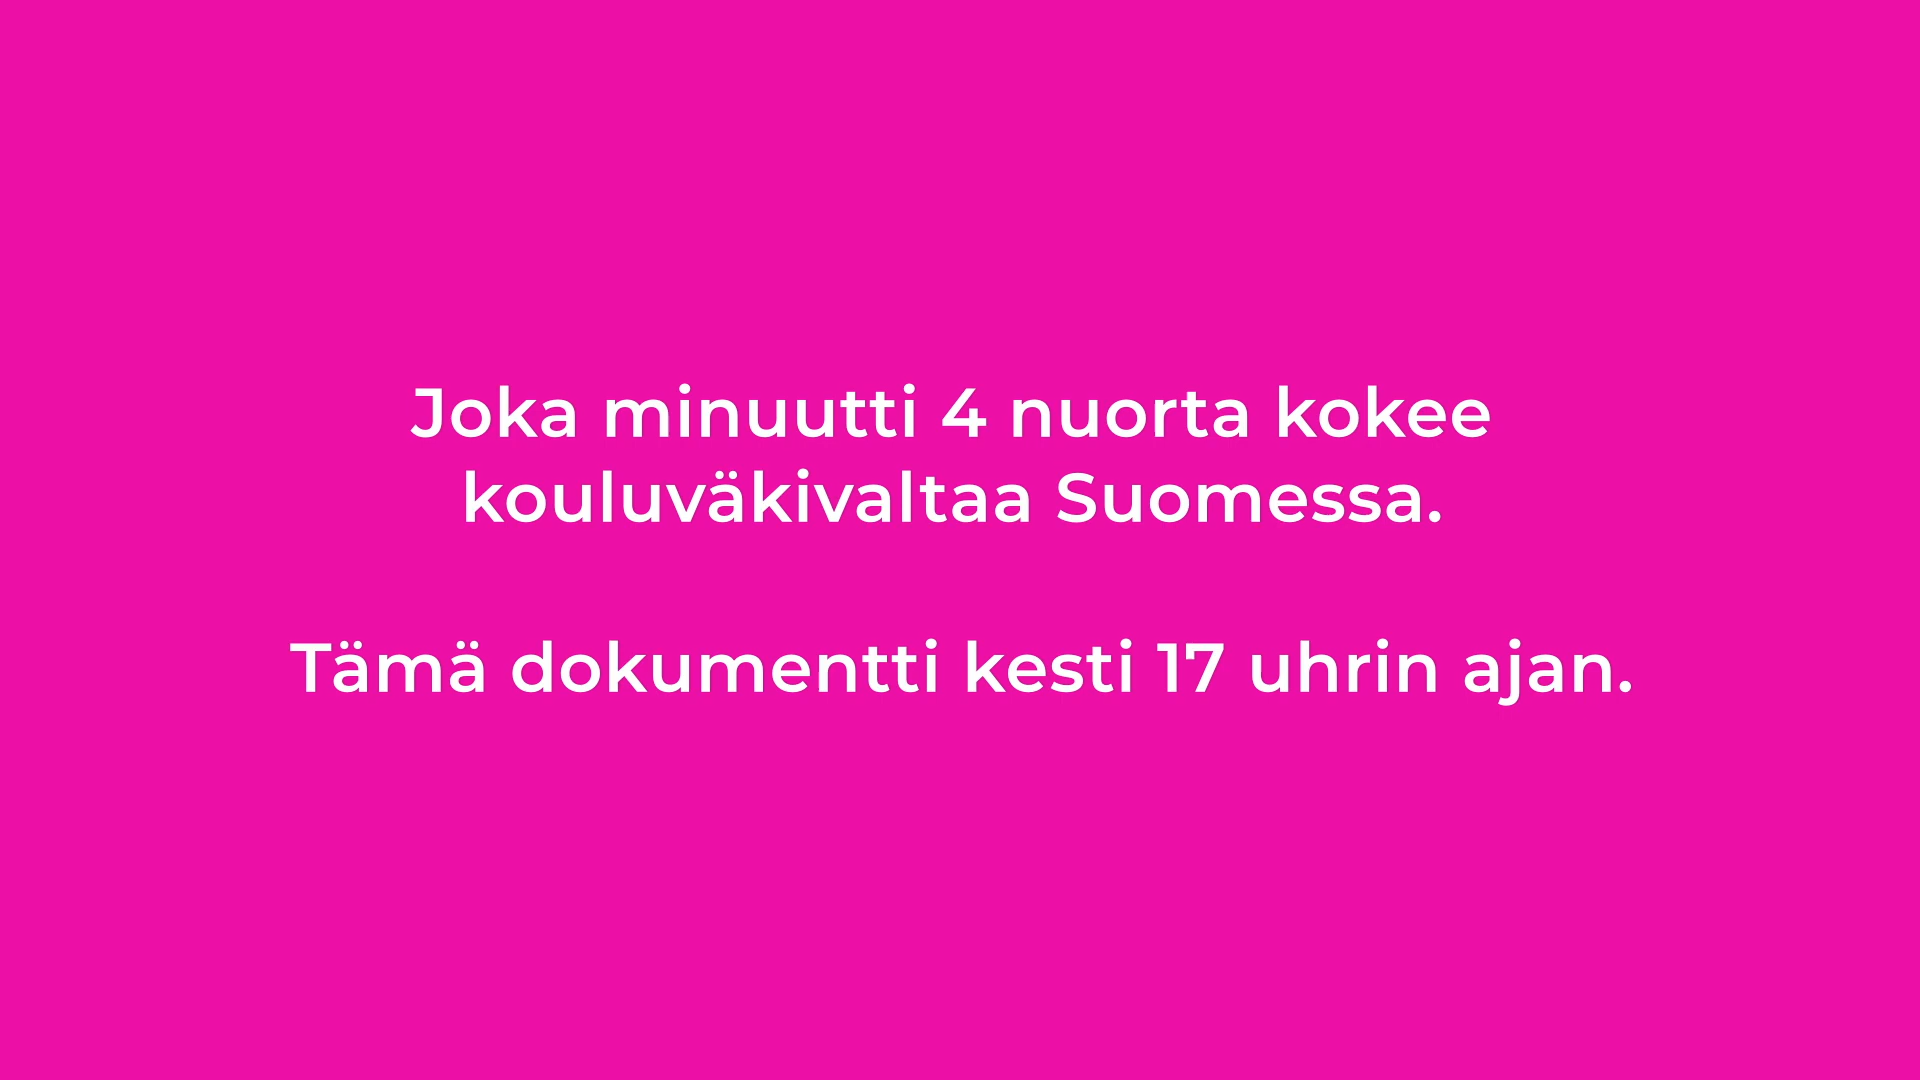 Joka minuutti 4 nuorta kokee
kouluväkivaltaa Suomessa.
Tämä dokumentti kesti 17 uhrin ajan.